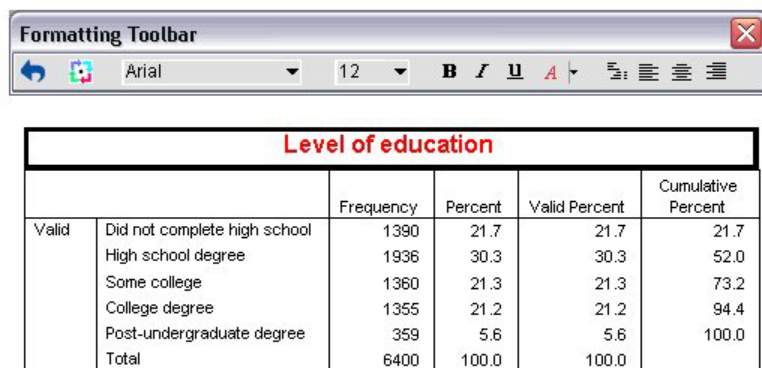 Formatting Toolbar
Arial 12 B I U A
Level of education
Frequency Percent Valid Percent Cumulative Percent
Valid Did not complete high school 1390 21.7 21.7 21.7
High school degree 1936 30.3 30.3 52.0
Some college 1360 21.3 21.3 73.2
College degree 1355 21.2 21.2 94.4
Post-undergraduate degree 359 5.6 5.6 100.0
Total 6400 100.0 100.0